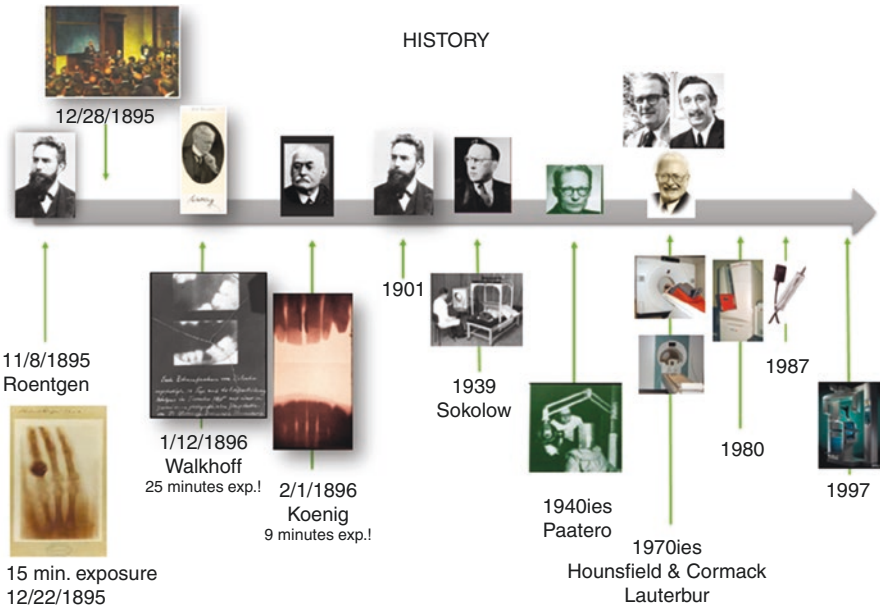 HISTORY
12/28/1895
11/8/1895
Roentgen
15 min. exposure
12/22/1895
1/12/1896
Walkhoff
25 minutes exp.!
2/1/1896
Koenig
9 minutes exp.!
1901
1939
Sokolow
1940ies
Paatero
1970ies
Hounsfield & Cormack
Lauterbur
1980
1987
1997